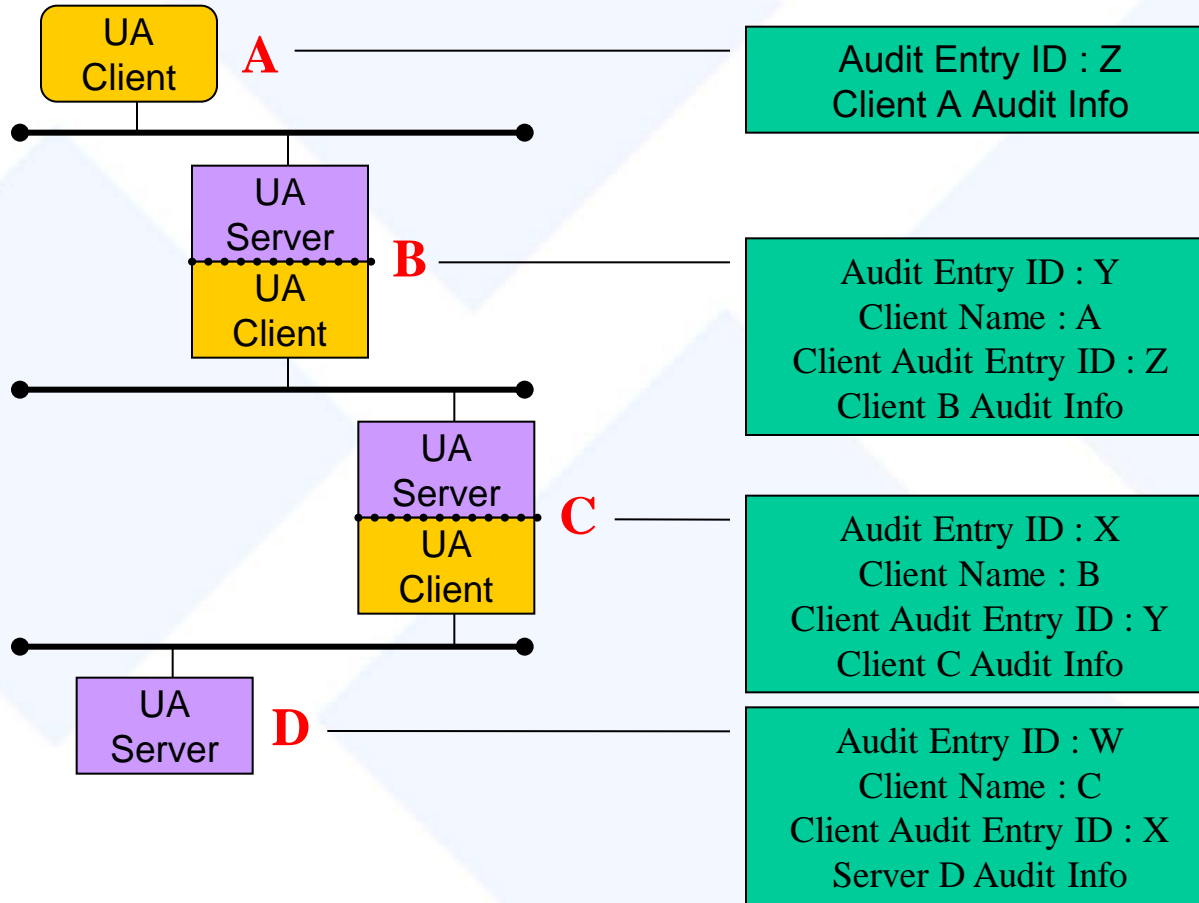 UA
Client
A
Audit Entry ID : Z
Client A Audit Info
UA
Server
B
UA
Client
Audit Entry ID : Y
Client Name : A
Client Audit Entry ID : Z
Client B Audit Info
UA
Server
C
UA
Client
Audit Entry ID : X
Client Name : B
Client Audit Entry ID : Y
Client C Audit Info
UA
Server
D
Audit Entry ID : W
Client Name : C
Client Audit Entry ID : X
Server D Audit Info